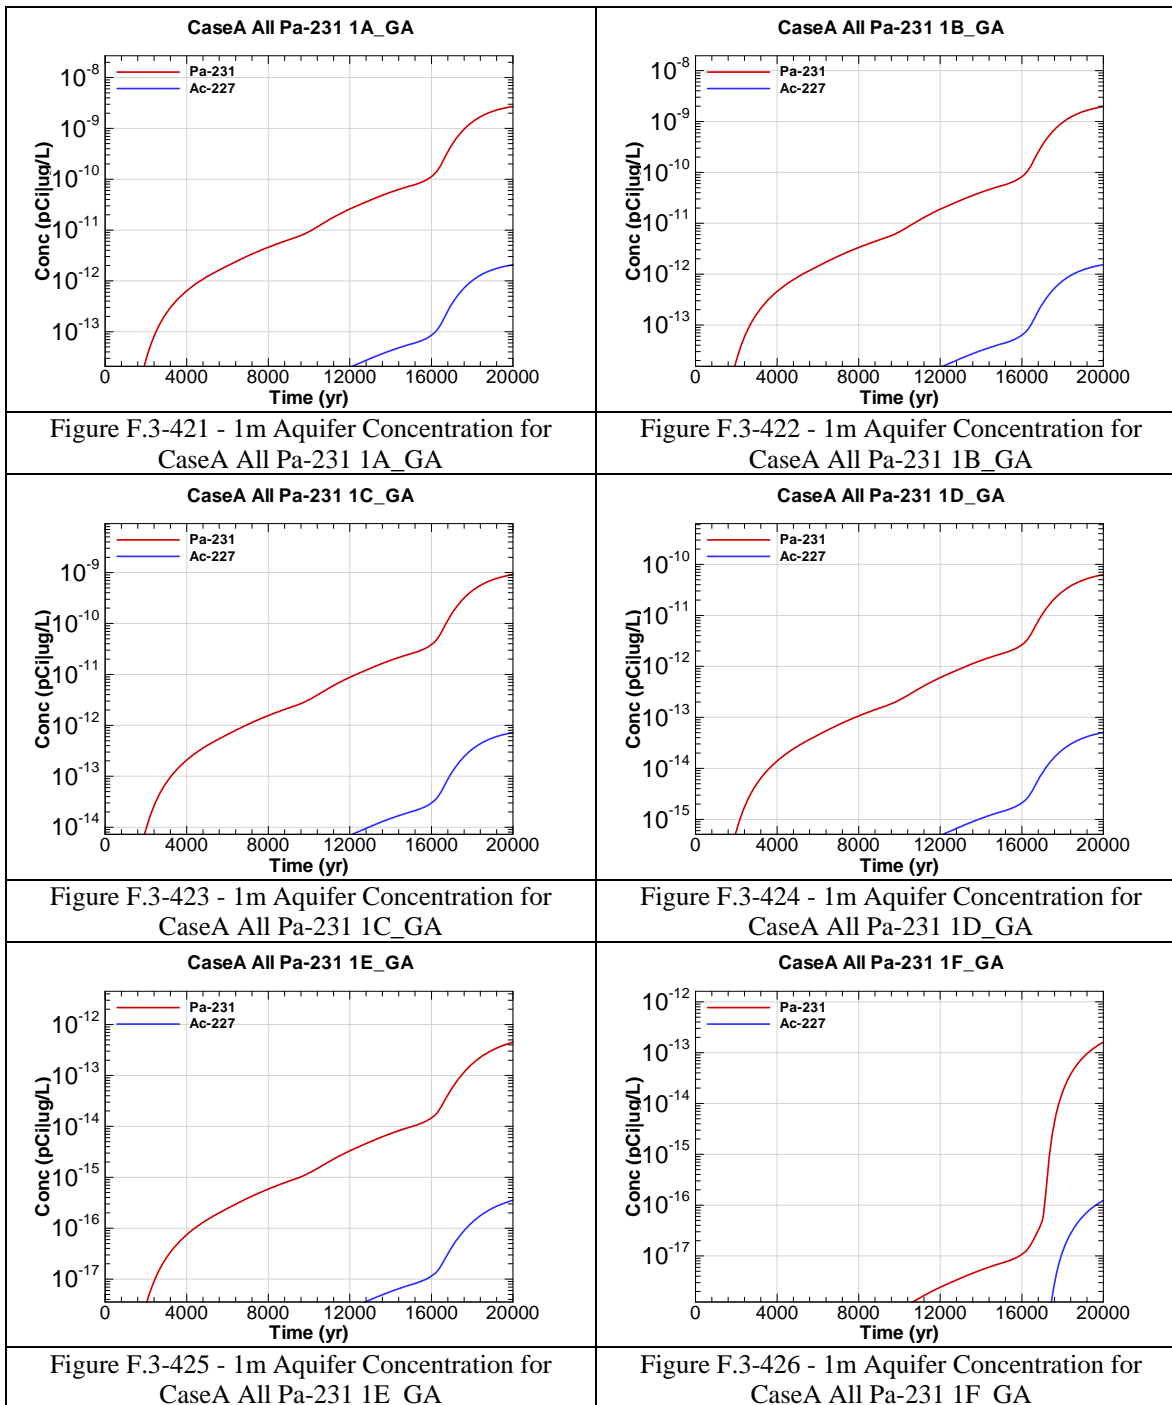 CaseA All Pa-231 1A_GA
Pa-231
Ac-227
10-8
10-9
10-10
10-11
10-12
10-13
Conc (pCi|ug/L)
0 4000 8000 12000 16000 20000
Time (yr)
Figure F.3-421 - 1m Aquifer Concentration for
CaseA All Pa-231 1A_GA
CaseA All Pa-231 1B_GA
Pa-231
Ac-227
10-8
10-9
10-10
10-11
10-12
10-13
Conc (pCi|ug/L)
0 4000 8000 12000 16000 20000
Time (yr)
Figure F.3-422 - 1m Aquifer Concentration for
CaseA All Pa-231 1B_GA
CaseA All Pa-231 1C_GA
Pa-231
Ac-227
10-9
10-10
10-11
10-12
10-13
10-14
Conc (pCi|ug/L)
0 4000 8000 12000 16000 20000
Time (yr)
Figure F.3-423 - 1m Aquifer Concentration for
CaseA All Pa-231 1C_GA
CaseA All Pa-231 1D_GA
Pa-231
Ac-227
10-10
10-11
10-12
10-13
10-14
10-15
Conc (pCi|ug/L)
0 4000 8000 12000 16000 20000
Time (yr)
Figure F.3-424 - 1m Aquifer Concentration for
CaseA All Pa-231 1D_GA
CaseA All Pa-231 1E_GA
Pa-231
Ac-227
10-12
10-13
10-14
10-15
10-16
10-17
Conc (pCi|ug/L)
0 4000 8000 12000 16000 20000
Time (yr)
Figure F.3-425 - 1m Aquifer Concentration for
CaseA All Pa-231 1E_GA
CaseA All Pa-231 1F_GA
Pa-231
Ac-227
10-12
10-13
10-14
10-15
10-16
10-17
Conc (pCi|ug/L)
0 4000 8000 12000 16000 20000
Time (yr)
Figure F.3-426 - 1m Aquifer Concentration for
CaseA All Pa-231 1F_GA